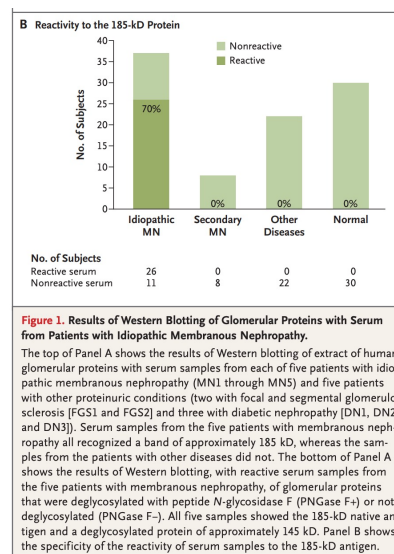 B Reactivity to the 185-kD Protein
40
35
30
25
20
15
10
5
0
No. of Subjects
Nonreactive
Reactive
70%
0%
0%
0%
Idiopathic MN
Secondary MN
Other Diseases
Normal
No. of Subjects
Reactive serum 26 0 0 0
Nonreactive serum 11 8 22 30
Figure 1. Results of Western Blotting of Glomerular Proteins with Serum
from Patients with Idiopathic Membranous Nephropathy.
The top of Panel A shows the results of Western blotting of extract of human
glomerular proteins with serum samples from each of five patients with idio-
pathic membranous nephropathy (MN1 through MN5) and five patients
with other proteinuric conditions (two with focal and segmental glomerulo-
sclerosis [FGS1 and FGS2] and three with diabetic nephropathy [DN1, DN2,
and DN3]). Serum samples from the five patients with membranous neph-
ropathy all recognized a band of approximately 185 kD, whereas the sam-
ples from the patients with other diseases did not. The bottom of Panel A
shows the results of Western blotting, with reactive serum samples from
the five patients with membranous nephropathy, of glomerular proteins
that were deglycosylated with peptide N-glycosidase F (PNGase F+) or not
deglycosylated (PNGase F–). All five samples showed the 185-kD native an-
tigen and a deglycosylated protein of approximately 145 kD. Panel B shows
the specificity of the reactivity of serum samples to the 185-kD antigen.